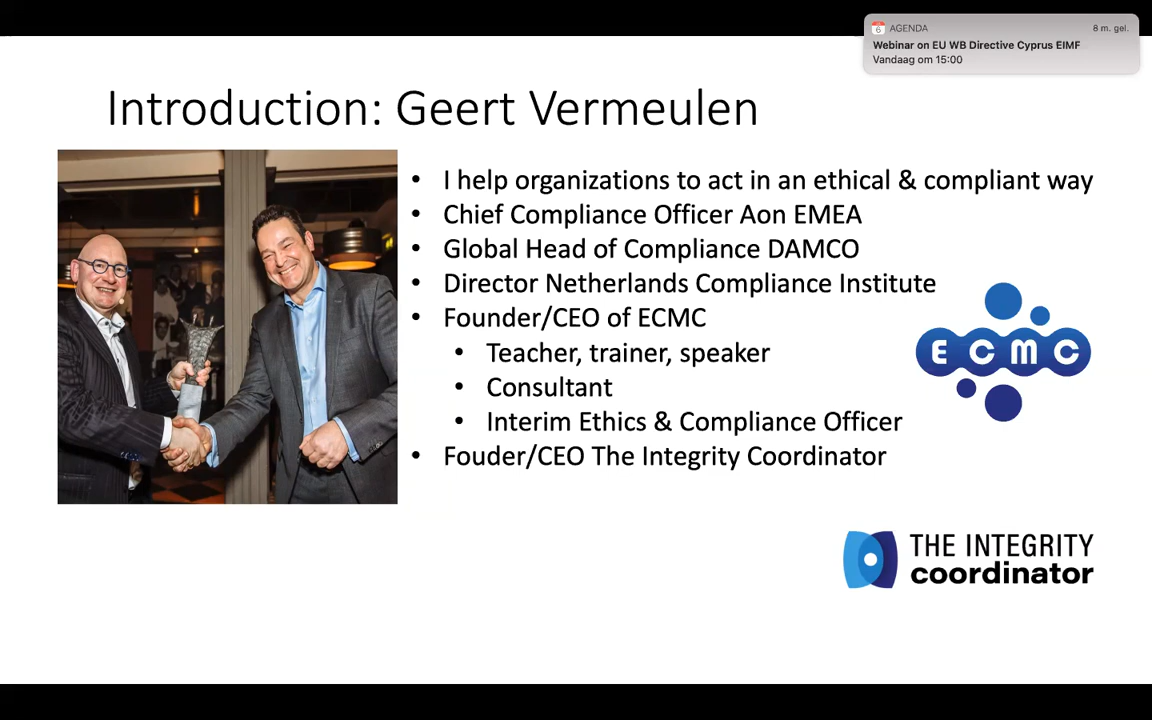 6
AGENDA
8 m. gel.
Webinar on EU WB Directive Cyprus EIMF
Vandaag om 15:00
Introduction: Geert Vermeulen
• I help organizations to act in an ethical & compliant way
• Chief Compliance Officer Aon EMEA
• Global Head of Compliance DAMCO
• Director Netherlands Compliance Institute
• Founder/CEO of ECMC
• Teacher, trainer, speaker
• Consultant
• Interim Ethics & Compliance Officer
• Fouder/CEO The Integrity Coordinator
ECMC
THE INTEGRITY
coordinator